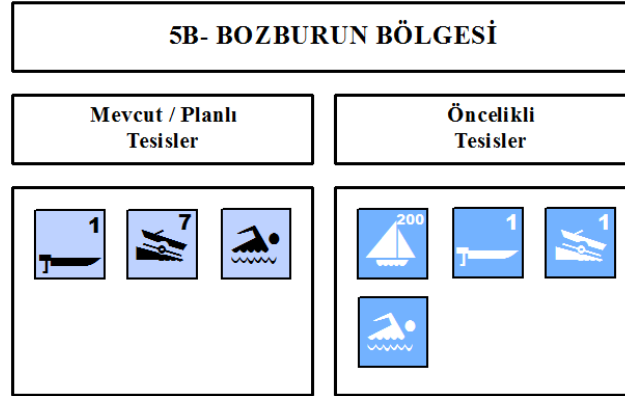 5B- BOZBURUN BÖLGESİ
Mevcut / Planlı
Tesisler
Öncelikli
Tesisler
1
7
200
1
1